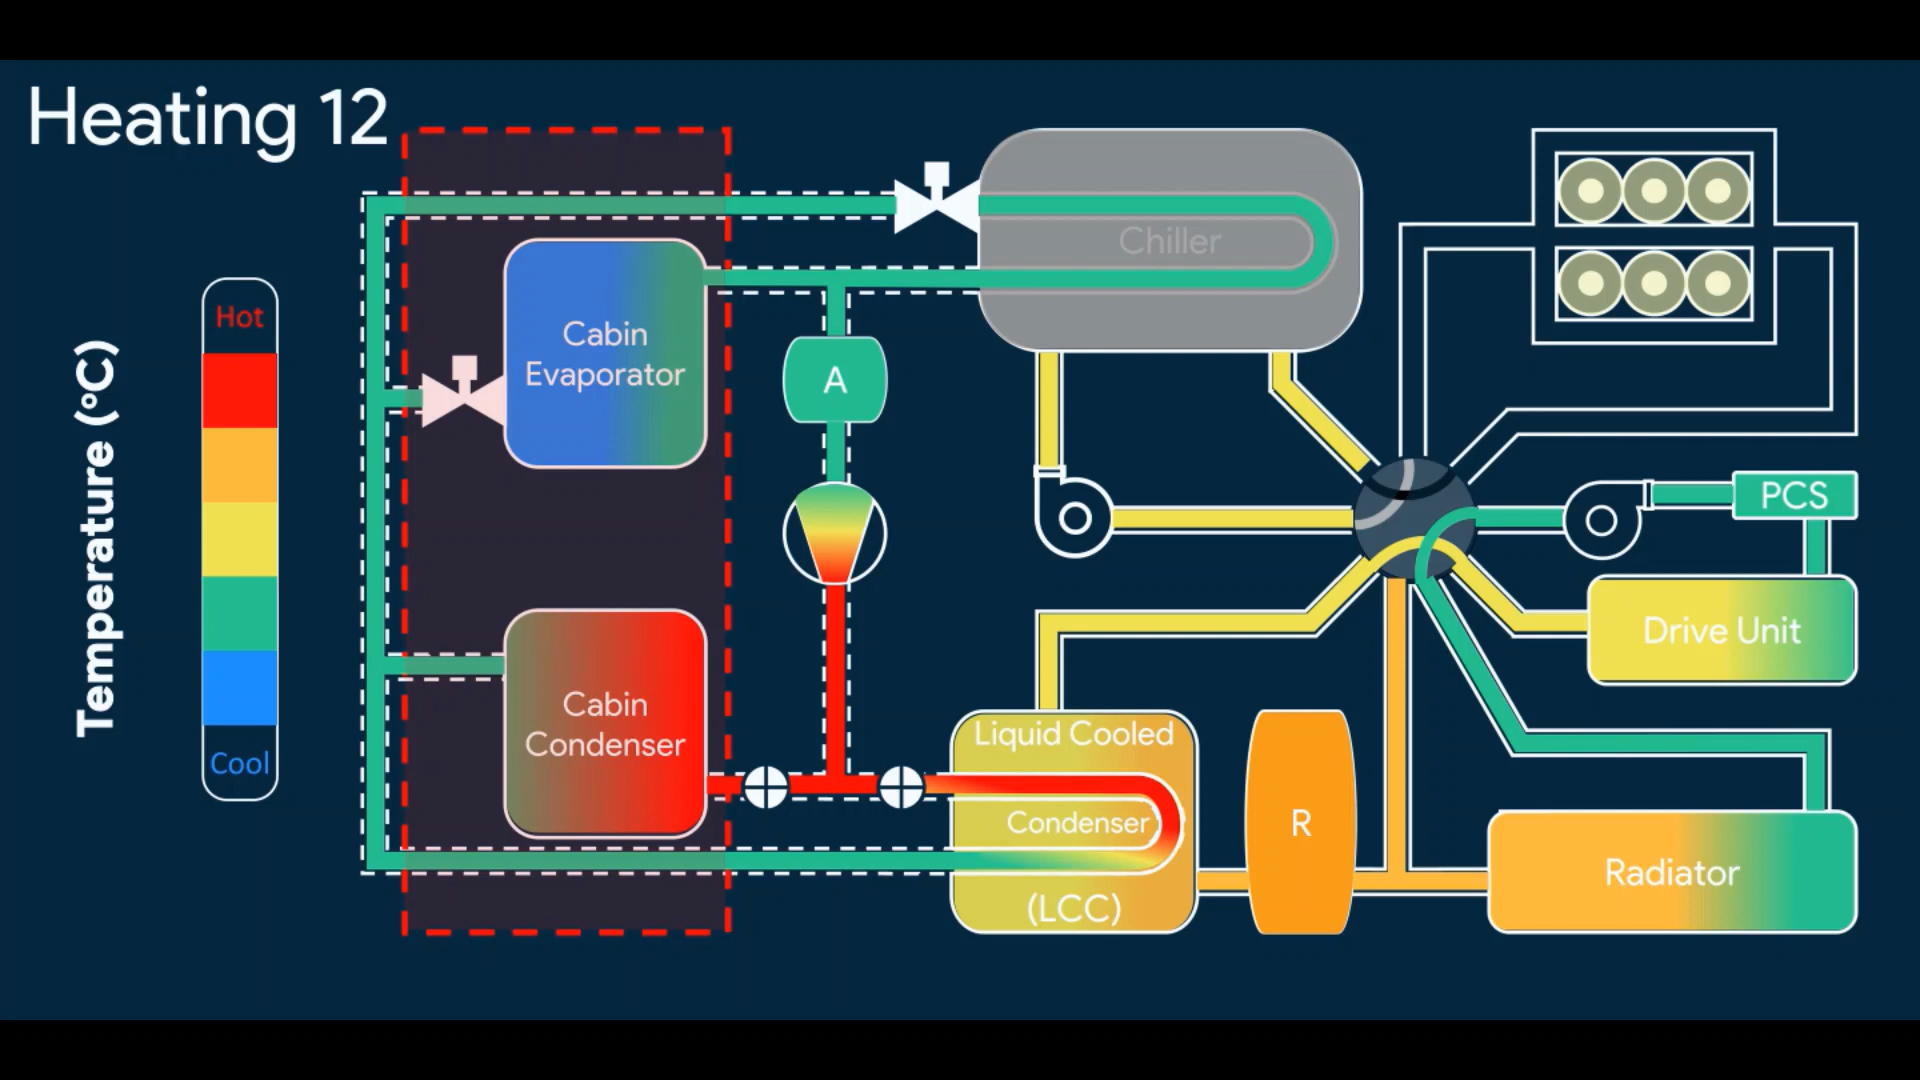 Heating 12
Temperature (°C)
Hot
Cool
Cabin
Evaporator
Chiller
A
PCS
Drive Unit
Cabin
Condenser
Liquid Cooled
Condenser
(LCC)
R
Radiator